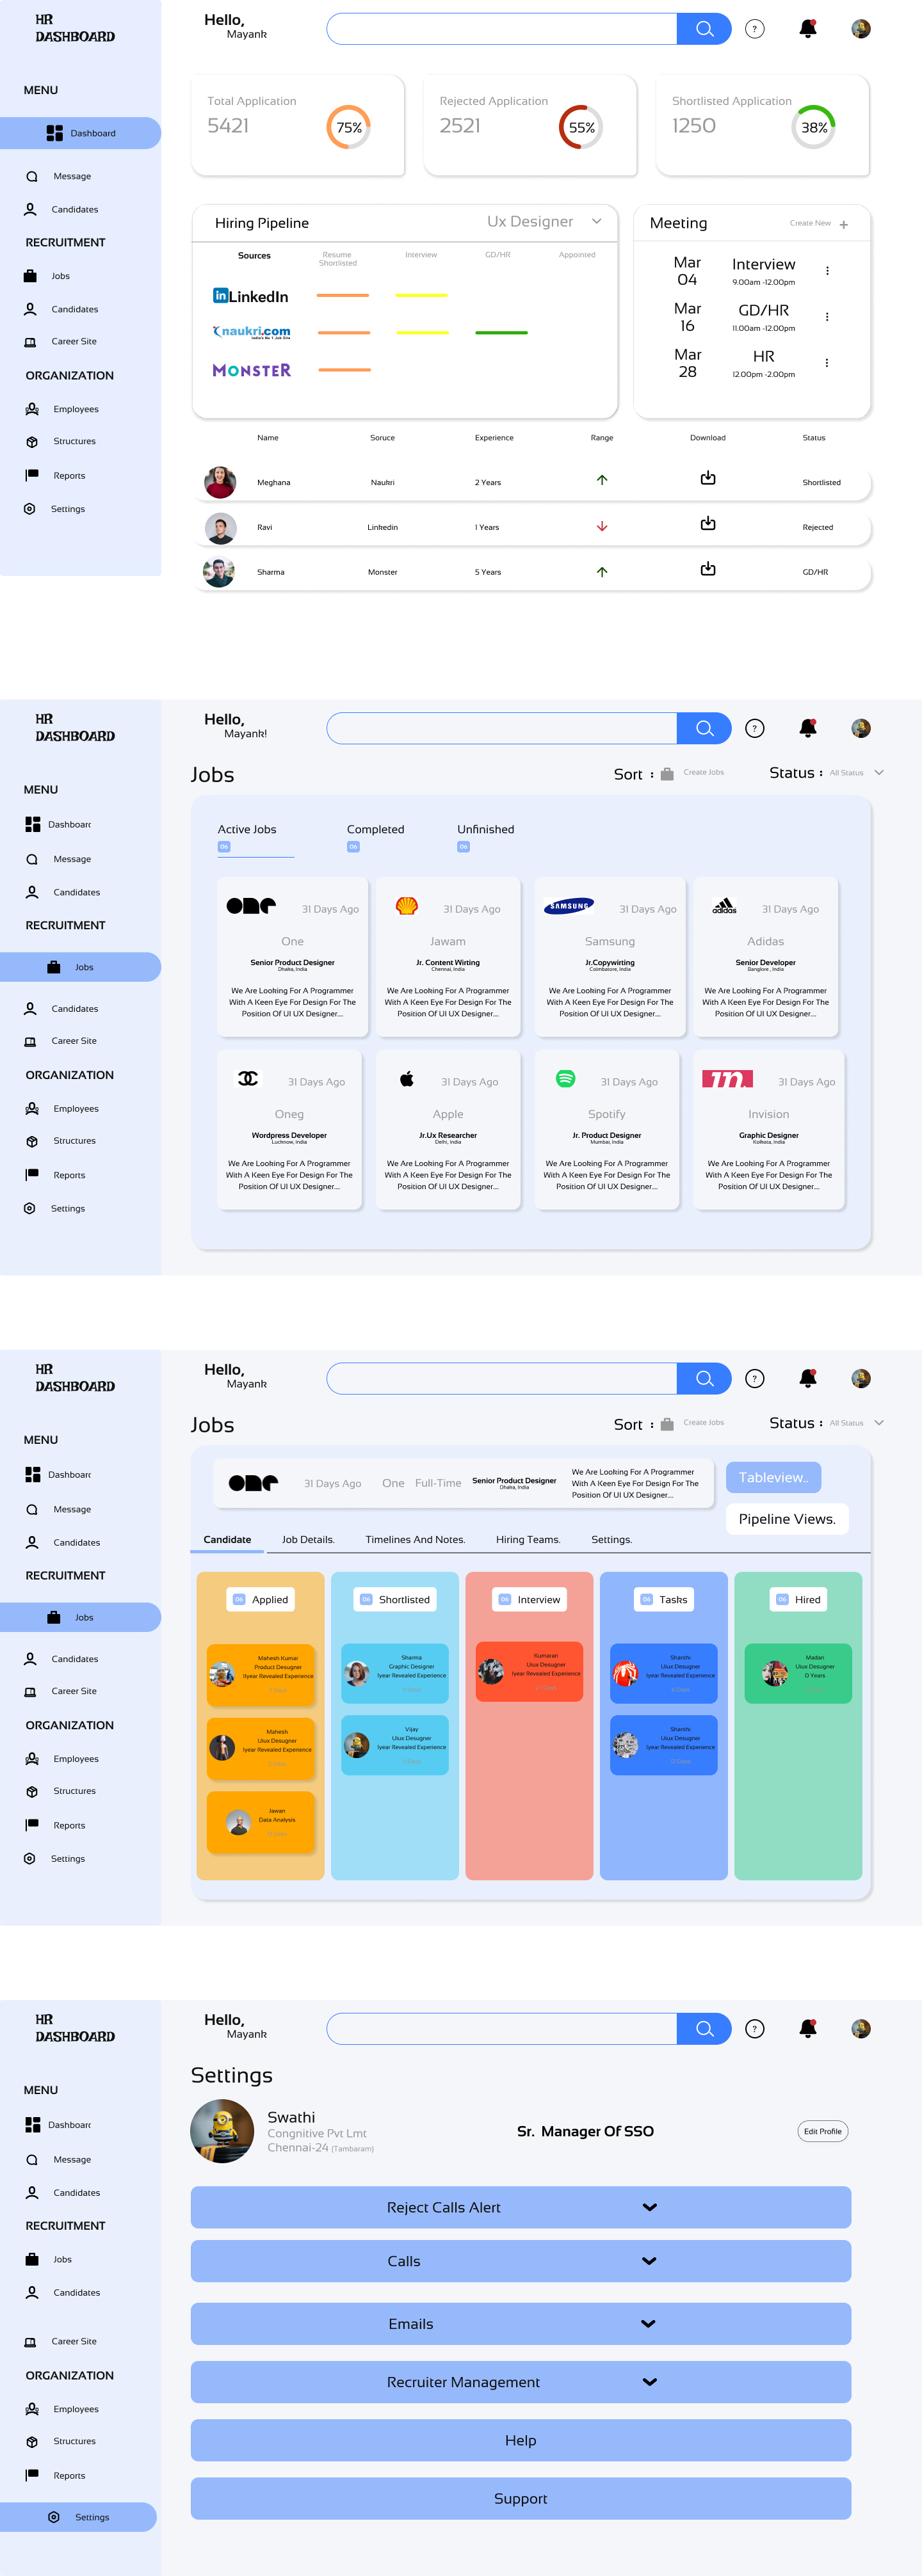 HR
DASHBOARD
MENU
Dashboard
Message
Candidates
RECRUITMENT
Jobs
Candidates
Career Site
ORGANIZATION
Employees
Structures
Reports
Settings
Hello,
Mayank
?
Total Application
5421
75%
Rejected Application
2521
55%
Shortlisted Application
1250
38%
Hiring Pipeline
Ux Designer
Sources
Resume
Shortlisted
Interview
GD/HR
Appointed
LinkedIn
naukri.com
India's No 1 Job Site
MONSTER
Meeting
Create New +
Mar
04
Interview
9.00am -12.00pm
Mar
16
GD/HR
11.00am -12.00pm
Mar
28
HR
12.00pm -2.00pm
Name Soruce Experience Range Download Status
Meghana Naukri 2 Years Shortlisted
Ravi Linkedin 1 Years Rejected
Sharma Monster 5 Years GD/HR
HR
DASHBOARD
MENU
Dashboarc
Message
Candidates
RECRUITMENT
Jobs
Candidates
Career Site
ORGANIZATION
Employees
Structures
Reports
Settings
Hello,
Mayank!
?
Jobs
Sort :
Create Jobs
Status :
All Status
Active Jobs
06
Completed
06
Unfinished
06
one
31 Days Ago
One
Senior Product Designer
Dhaka, India
We Are Looking For A Programmer
With A Keen Eye For Design For The
Position Of UI UX Designer....
31 Days Ago
Jawam
Jr. Content Wirting
Chennai, India
We Are Looking For A Programmer
With A Keen Eye For Design For The
Position Of UI UX Designer....
SAMSUNG
31 Days Ago
Samsung
Jr.Copywirting
Coimbatore, India
We Are Looking For A Programmer
With A Keen Eye For Design For The
Position Of UI UX Designer....
adidas
31 Days Ago
Adidas
Senior Developer
Banglore , India
We Are Looking For A Programmer
With A Keen Eye For Design For The
Position Of UI UX Designer....
31 Days Ago
Oneg
Wordpress Developer
Lucknow, India
We Are Looking For A Programmer
With A Keen Eye For Design For The
Position Of UI UX Designer....
31 Days Ago
Apple
Jr.Ux Researcher
Delhi, India
We Are Looking For A Programmer
With A Keen Eye For Design For The
Position Of UI UX Designer....
31 Days Ago
Spotify
Jr. Product Designer
Mumbai, India
We Are Looking For A Programmer
With A Keen Eye For Design For The
Position Of UI UX Designer....
in
31 Days Ago
Invision
Graphic Designer
Kolkata, India
We Are Looking For A Programmer
With A Keen Eye For Design For The
Position Of UI UX Designer....
HR
DASHBOARD
MENU
Dashboarc
Message
Candidates
RECRUITMENT
Jobs
Candidates
Career Site
ORGANIZATION
Employees
Structures
Reports
Settings
Hello,
Mayank
?
Jobs
Sort :
Create Jobs
Status :
All Status
one
31 Days Ago
One
Full-Time
Senior Product Designer
Dhaka, India
We Are Looking For A Programmer
With A Keen Eye For Design For The
Position Of UI UX Designer....
Tableview..
Pipeline Views.
Candidate
Job Details.
Timelines And Notes.
Hiring Teams.
Settings.
06 Applied
Mahesh Kumar
Product Desugner
1lyear Revealed Experience
Mahesh
Uiux Desugner
1year Revealed Experience
Jawan
Data Analysis
06 Shortlisted
Sharma
Graphic Designer
1year Revealed Experience
Vijay
Uiux Desugner
1year Revealed Experience
06 Interview
Kumaran
Uiux Desugner
1year Revealed Experience
06 Tasks
Sharshi
Uiux Desugner
1year Revealed Experience
Sharshi
Uiux Desugner
1year Revealed Experience
06 Hired
Madan
Uiux Desugner
0 Years
HR
DASHBOARD
MENU
Dashboarc
Message
Candidates
RECRUITMENT
Jobs
Candidates
Career Site
ORGANIZATION
Employees
Structures
Reports
Settings
Hello,
Mayank
?
Settings
Swathi
Congnitive Pvt Lmt
Chennai-24 (Tambaram)
Sr. Manager Of SSO
Edit Profile
Reject Calls Alert
Calls
Emails
Recruiter Management
Help
Support